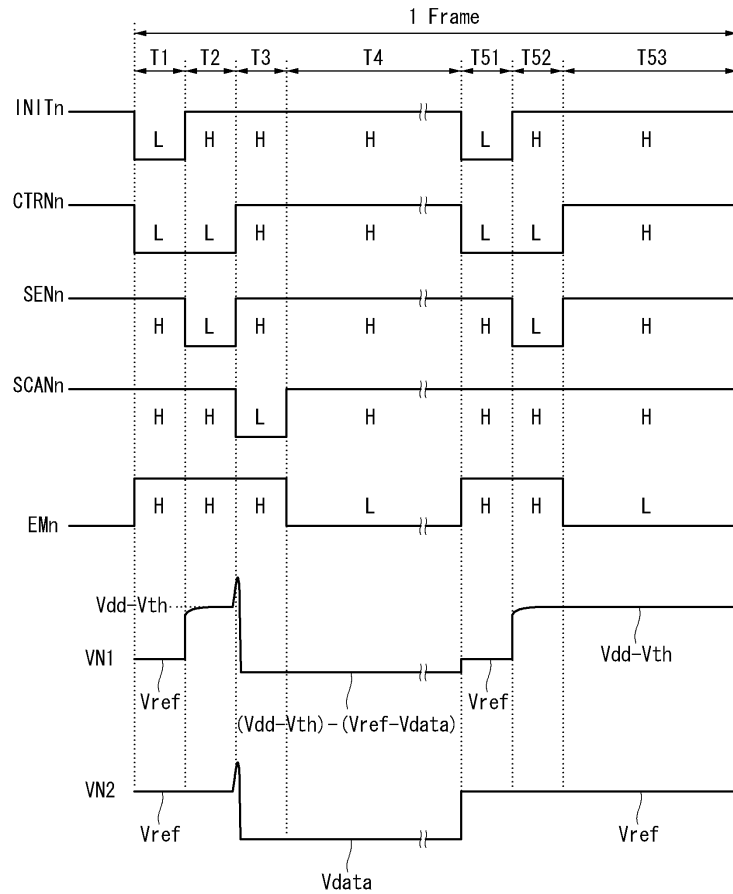 1 Frame
T1 T2 T3 T4 T51 T52 T53
INITn
L H H H L H H
CTRNn
L L H H L L H
SENn
H L H H H L H
SCANn
H H L H H H H
EMn
H H H L H H L
Vdd-Vth
VN1
Vref
(Vdd-Vth)-(Vref-Vdata)
Vref
Vdd-Vth
VN2
Vref
Vdata
Vref